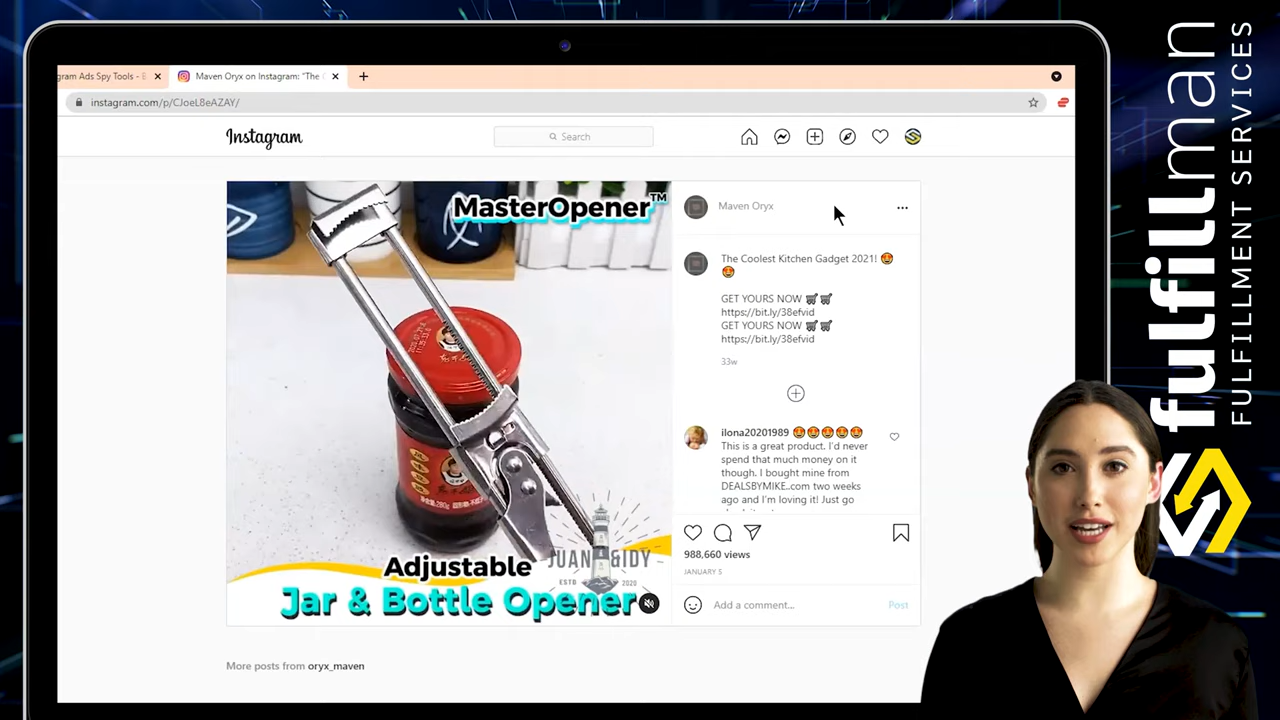 gram Ads Spy Tools - E
Maven Oryx on Instagram: "The C
instagram.com/p/CJoeL8eAZAY/
Instagram
Search
MasterOpener™
Maven Oryx
The Coolest Kitchen Gadget 2021! 🤩
🤩
GET YOURS NOW 🛒 🛒
https://bit.ly/38efvid
GET YOURS NOW 🛒 🛒
https://bit.ly/38efvid
33w
ilona20201989 🤩🤩🤩🤩🤩
This is a great product. I'd never
spend that much money on it
though. I bought mine from
DEALSBYMIKE..com two weeks
ago and I'm loving it! Just go
988,660 views
JANUARY 5
Add a comment...
Post
JUAN &IDY
ESTD 2020
Adjustable
Jar & Bottle Opener
More posts from oryx_maven
fulfillman
FULFILLMENT SERVICES